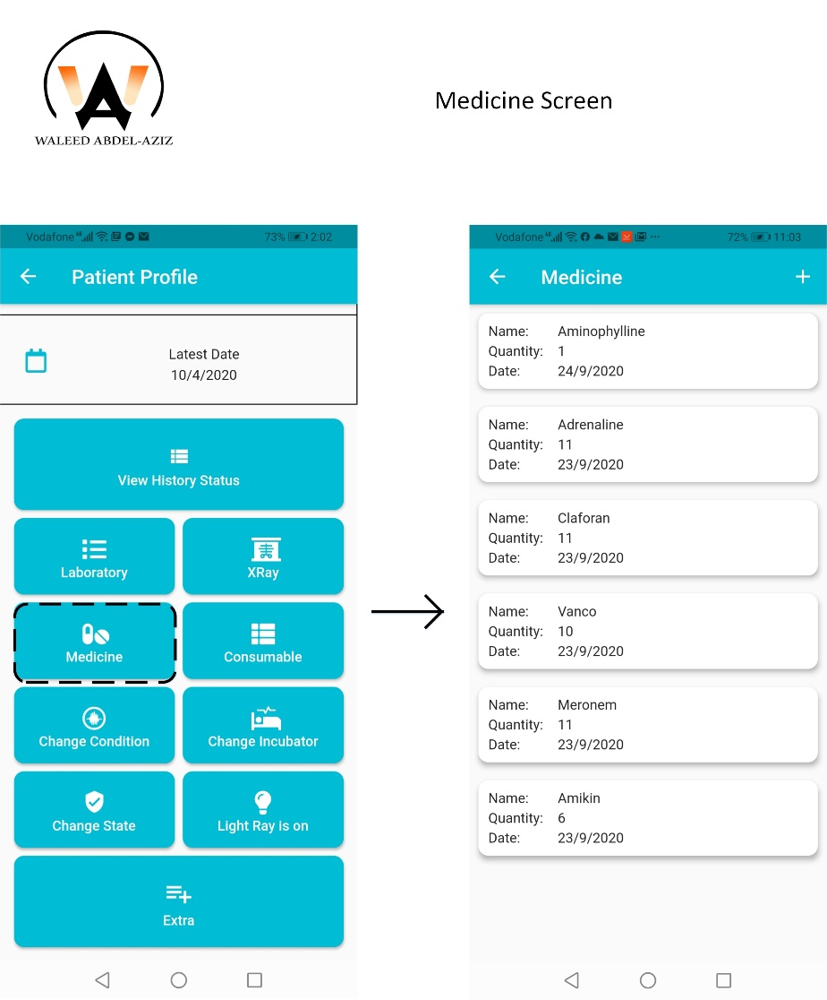 WALEED ABDEL-AZIZ
Medicine Screen
Vodafone 4G 73% 2:02
Patient Profile
Latest Date
10/4/2020
View History Status
Laboratory
XRay
Medicine
Consumable
Change Condition
Change Incubator
Change State
Light Ray is on
Extra
Vodafone 4G 72% 11:03
Medicine
Name: Aminophylline
Quantity: 1
Date: 24/9/2020
Name: Adrenaline
Quantity: 11
Date: 23/9/2020
Name: Claforan
Quantity: 11
Date: 23/9/2020
Name: Vanco
Quantity: 10
Date: 23/9/2020
Name: Meronem
Quantity: 11
Date: 23/9/2020
Name: Amikin
Quantity: 6
Date: 23/9/2020